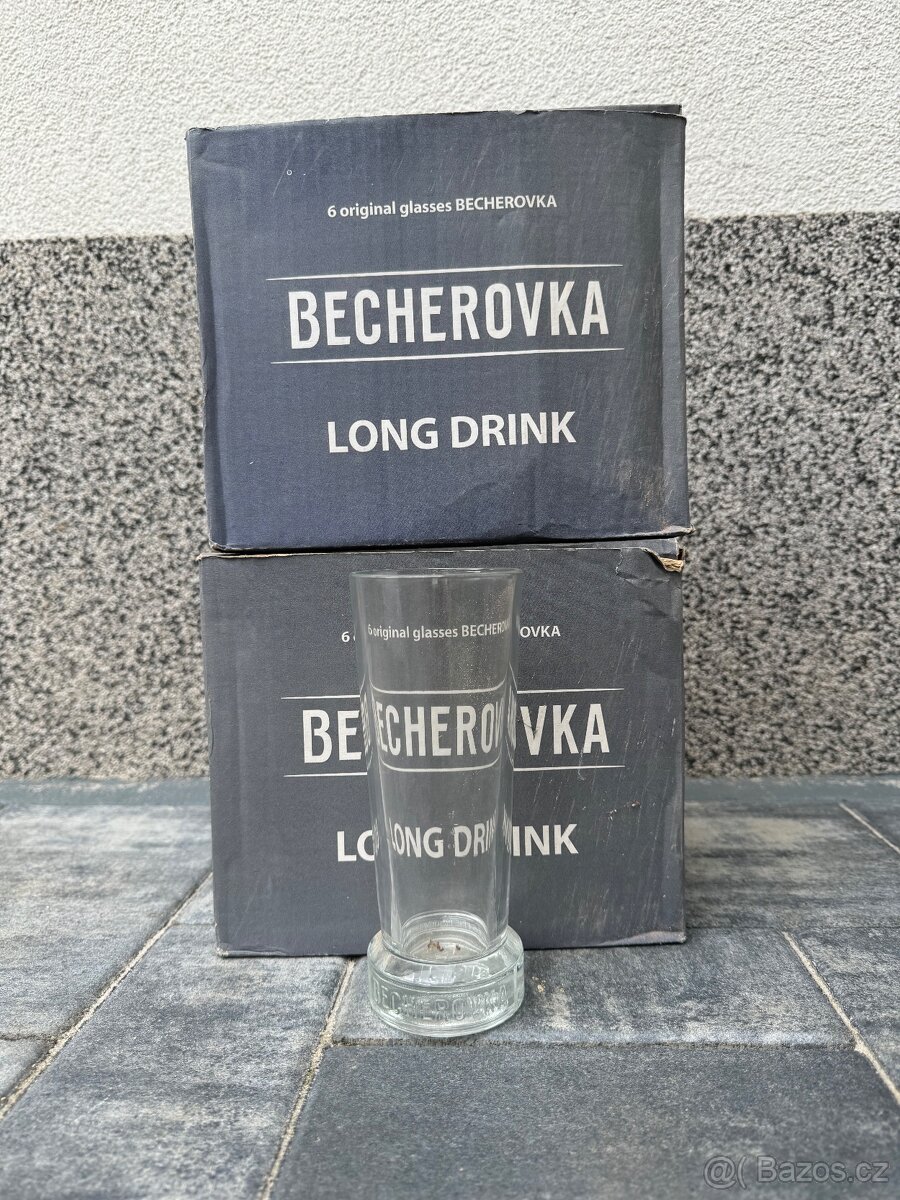 6 original glasses BECHEROVKA
BECHEROVKA
LONG DRINK
6 original glasses BECHEROVKA
BECHEROVKA
LONG DRINK
BECHEROVKA
@( Bazos.cz